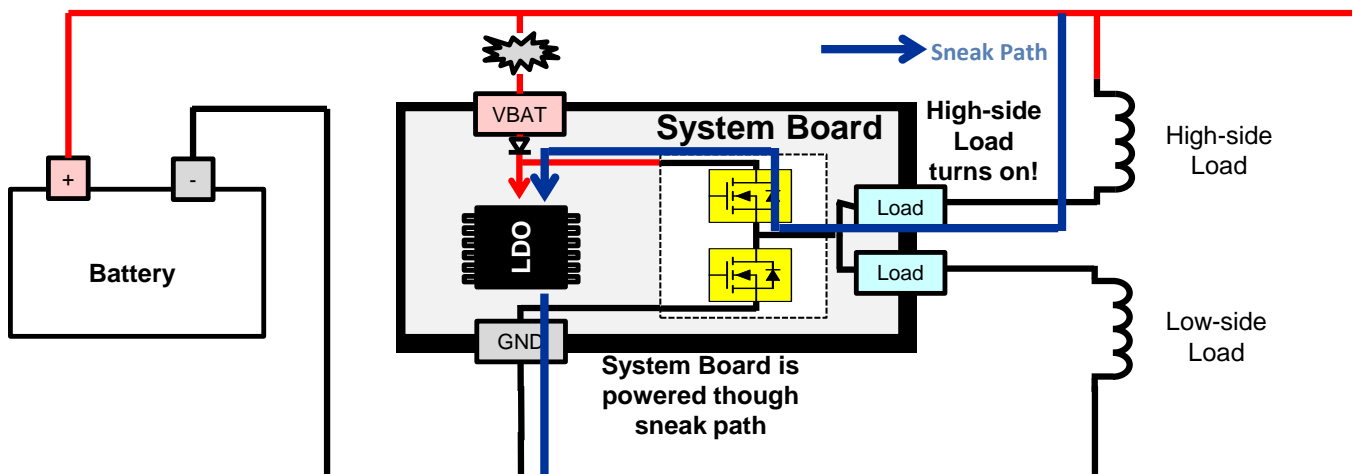 Sneak Path
VBAT
System Board
High-side
Load
turns on!
High-side
Load
+
-
Battery
LDO
Load
Load
GND
Low-side
Load
System Board is
powered though
sneak path